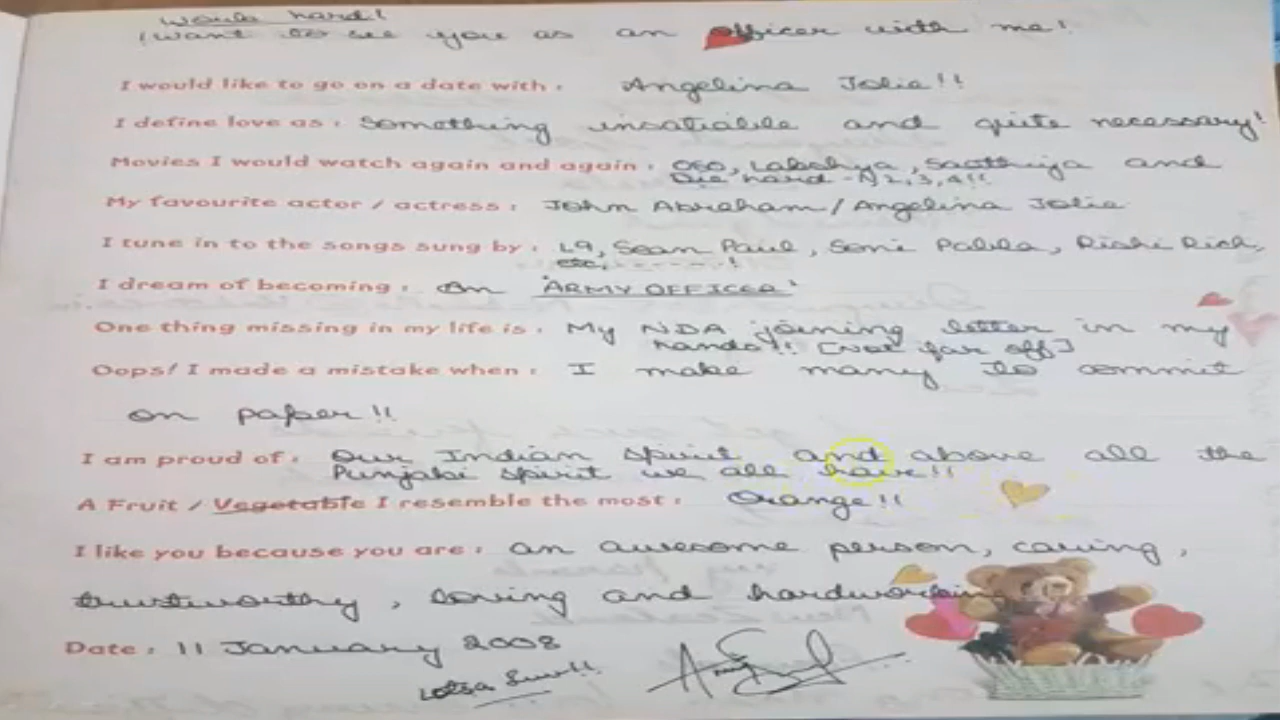 Work hard!
I want to see you as an officer with me!
I would like to go on a date with : Angelina Jolie!!
I define love as : Something insatiable and quite necessary!
Movies I would watch again and again : OSO, Lakshya, Saathiya and
Die hard - 1, 2, 3, 4!!
My favourite actor / actress : John Abraham / Angelina Jolie
I tune in to the songs sung by : Sean Paul, Rishi Rich,
etc, ........!
I dream of becoming : an ARMY OFFICER!
One thing missing in my life is : My NDA joining letter in my
hands!! [Not far off]
Oops! I made a mistake when : I make many to commit
on paper!!
I am proud of : Our Indian spirit and above all the
Punjabi spirit we all have!!
A Fruit / Vegetable I resemble the most : Orange!!
I like you because you are : an awesome person, caring,
trustworthy, loving and hardworking
Date : 11 January 2008